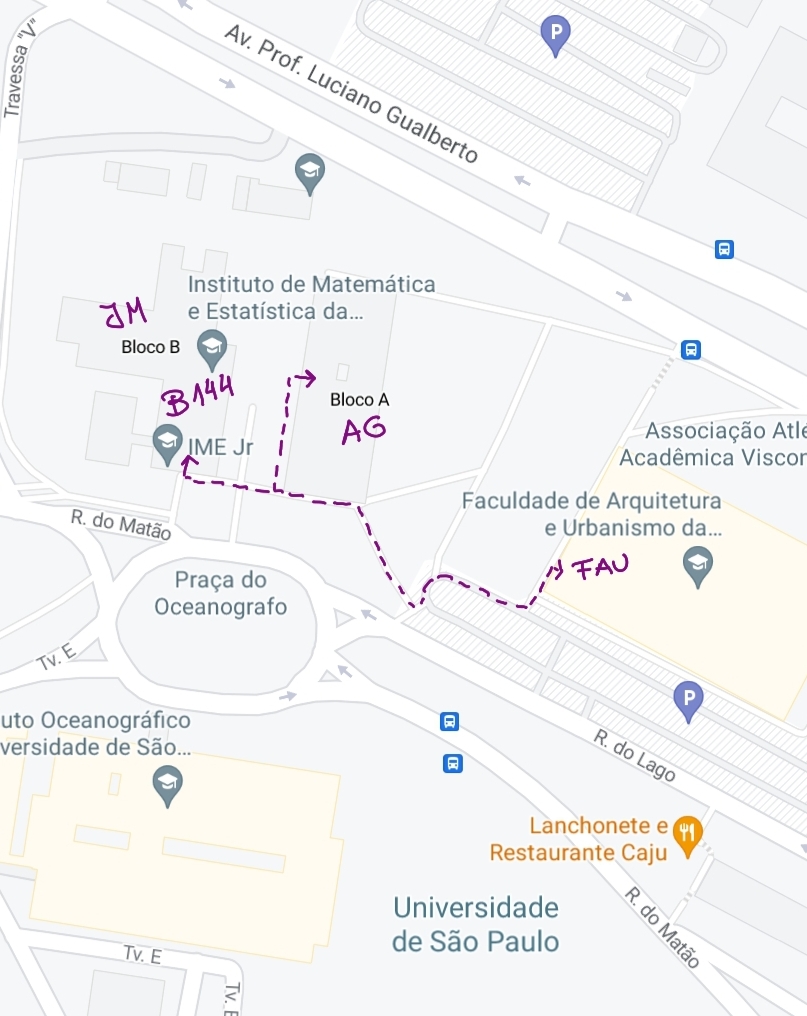 Travessa "V"
Av. Prof. Luciano Gualberto
P
Instituto de Matemática
e Estatística da...
JM
Bloco B
B144
Bloco A
AG
IME Jr
Associação Atlé
Acadêmica Viscon
Faculdade de Arquitetura
e Urbanismo da...
R. do Matão
FAU
Praça do
Oceanografo
Tv. E
P
uto Oceanográfico
versidade de São...
R. do Lago
Lanchonete e
Restaurante Caju
R. do Matão
Universidade
de São Paulo
Tv. E
Tv. E